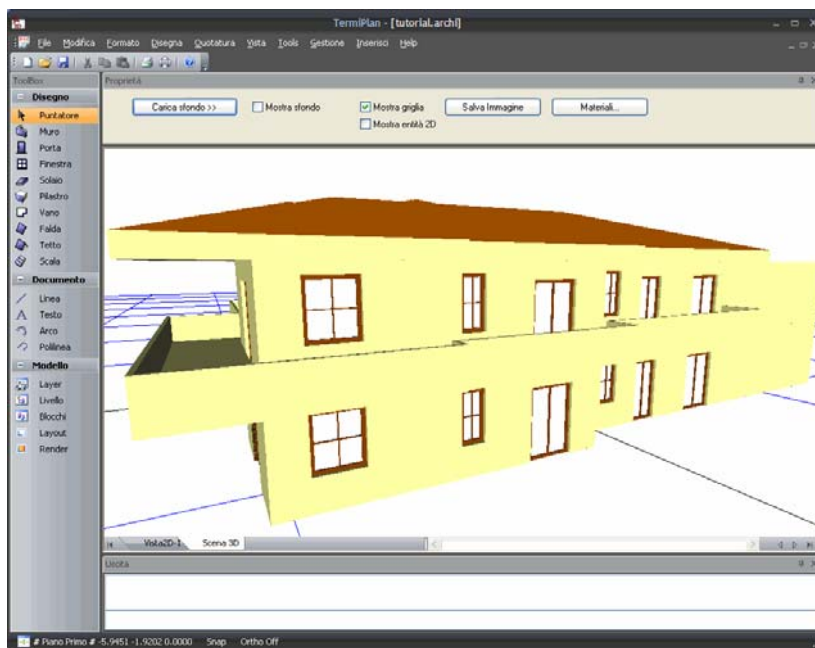 TermiPlan - [tutorial.archi]
File Modifica Formato Disegna Quotatura Vista Tools Gestione Inserisci Help
ToolBox
Proprietà
Disegno
Puntatore
Muro
Porta
Finestra
Solaio
Pilastro
Vano
Falda
Tetto
Scala
Documento
Linea
Testo
Arco
Polilinea
Modello
Layer
Livello
Blocchi
Layout
Render
Carica sfondo >> Mostra sfondo Mostra griglia Salva Immagine Materiali...
Mostra entità 2D
Vista2D-1 Scena 3D
Uscita
# Piano Primo # -5.9451 -1.9202 0.0000 Snap Ortho Off